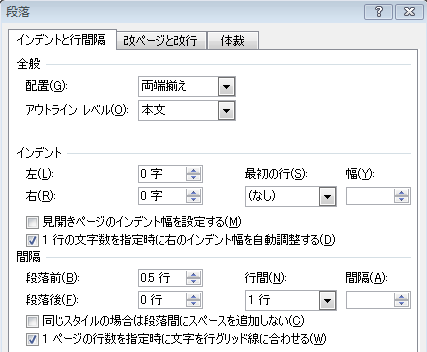 段落
インデントと行間隔 改ページと改行 体裁
全般
配置(G): 両端揃え
アウトライン レベル(O): 本文
インデント
左(L): 0 字 最初の行(S): 幅(Y):
右(R): 0 字 (なし)
見開きページのインデント幅を設定する(M)
1 行の文字数を指定時に右のインデント幅を自動調整する(D)
間隔
段落前(B): 0.5 行 行間(N): 間隔(A):
段落後(F): 0 行 1 行
同じスタイルの場合は段落間にスペースを追加しない(C)
1 ページの行数を指定時に文字を行グリッド線に合わせる(W)